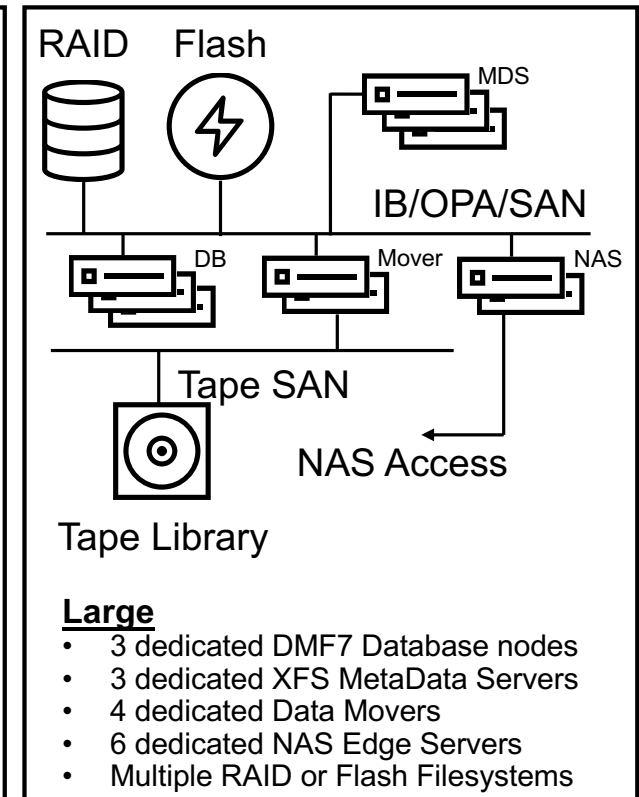 RAID Flash
MDS
IB/OPA/SAN
DB Mover NAS
Tape SAN
NAS Access
Tape Library
Large
• 3 dedicated DMF7 Database nodes
• 3 dedicated XFS MetaData Servers
• 4 dedicated Data Movers
• 6 dedicated NAS Edge Servers
• Multiple RAID or Flash Filesystems